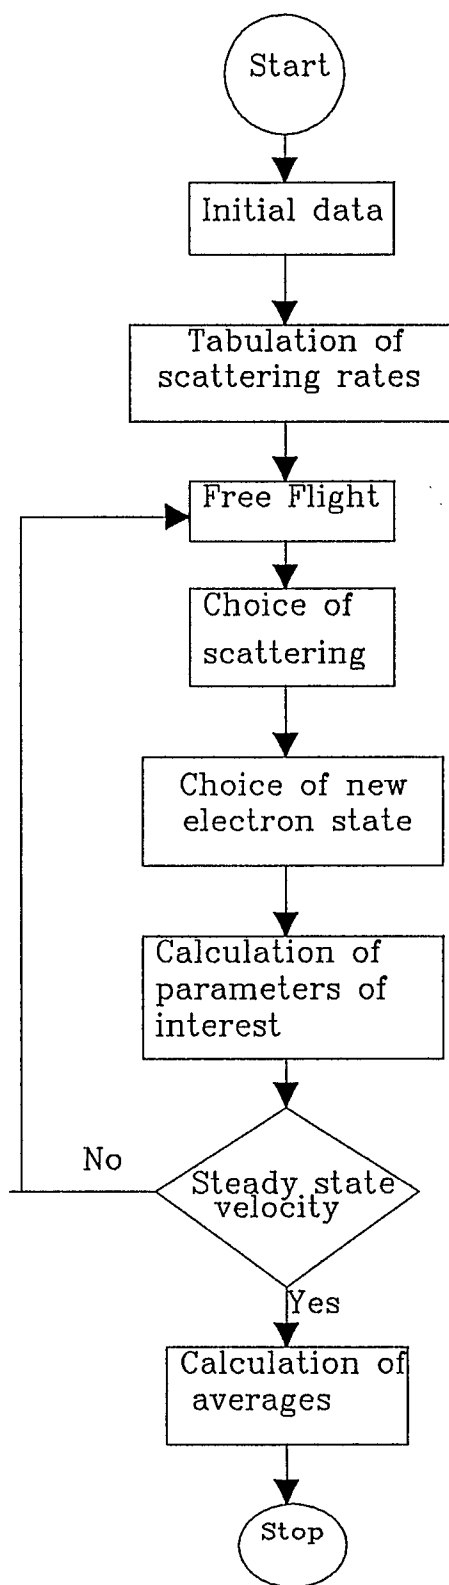 Start
Initial data
Tabulation of
scattering rates
Free Flight
Choice of
scattering
Choice of new
electron state
Calculation of
parameters of
interest
No
Steady state
velocity
Yes
Calculation of
averages
Stop